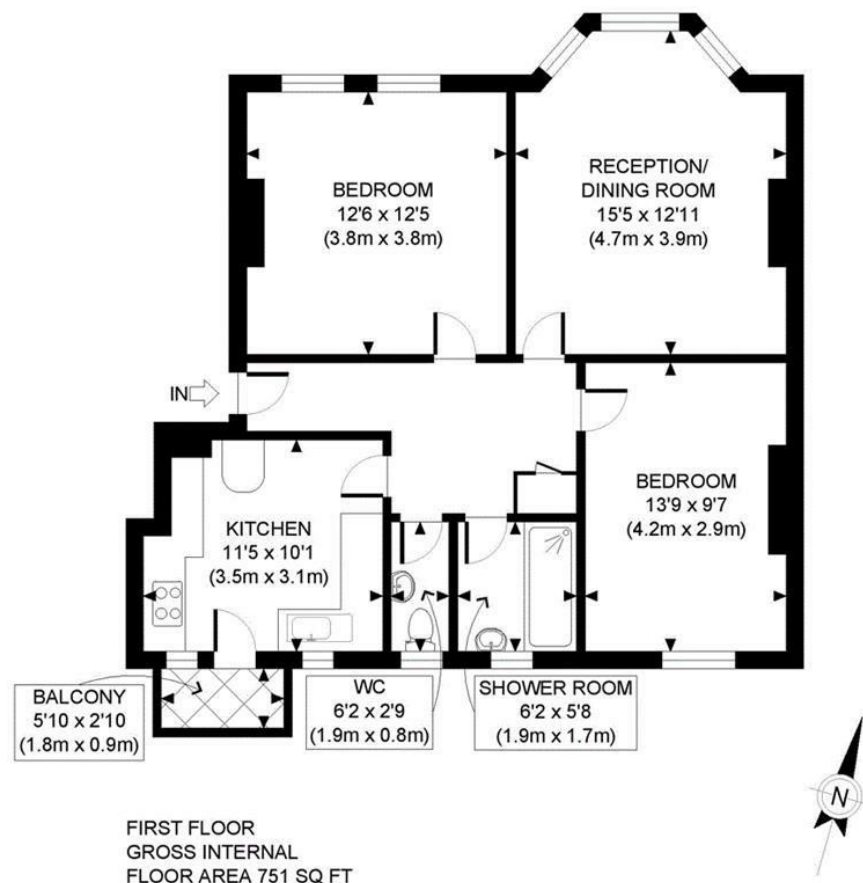 BEDROOM
12'6 x 12'5
(3.8m x 3.8m)
RECEPTION/
DINING ROOM
15'5 x 12'11
(4.7m x 3.9m)
IN
BEDROOM
13'9 x 9'7
(4.2m x 2.9m)
KITCHEN
11'5 x 10'1
(3.5m x 3.1m)
BALCONY
5'10 x 2'10
(1.8m x 0.9m)
WC
6'2 x 2'9
(1.9m x 0.8m)
SHOWER ROOM
6'2 x 5'8
(1.9m x 1.7m)
N
FIRST FLOOR
GROSS INTERNAL
FLOOR AREA 751 SQ FT